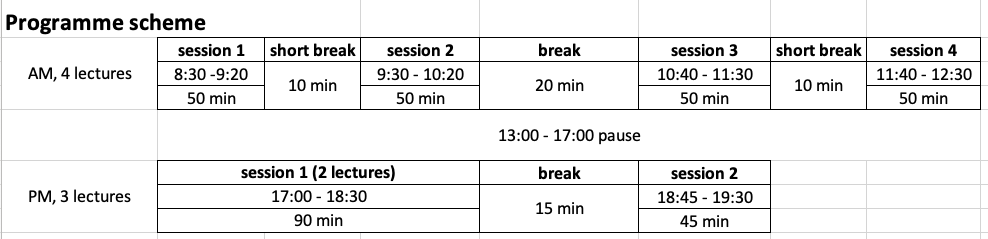 Programme scheme
session 1 short break session 2 break session 3 short break session 4
AM, 4 lectures 8:30 -9:20 10 min 9:30 - 10:20 20 min 10:40 - 11:30 10 min 11:40 - 12:30
50 min 50 min 50 min 50 min
13:00 - 17:00 pause
session 1 (2 lectures) break session 2
PM, 3 lectures 17:00 - 18:30 15 min 18:45 - 19:30
90 min 45 min